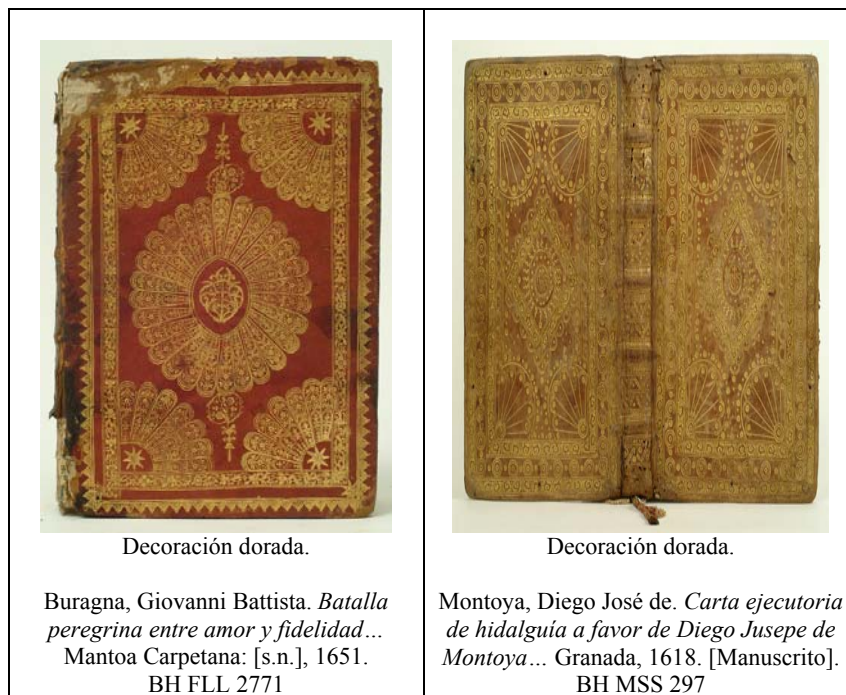 Decoración dorada.
Buragna, Giovanni Battista. Batalla
peregrina entre amor y fidelidad…
Mantoa Carpetana: [s.n.], 1651.
BH FLL 2771
Decoración dorada.
Montoya, Diego José de. Carta ejecutoria
de hidalguía a favor de Diego Jusepe de
Montoya… Granada, 1618. [Manuscrito].
BH MSS 297